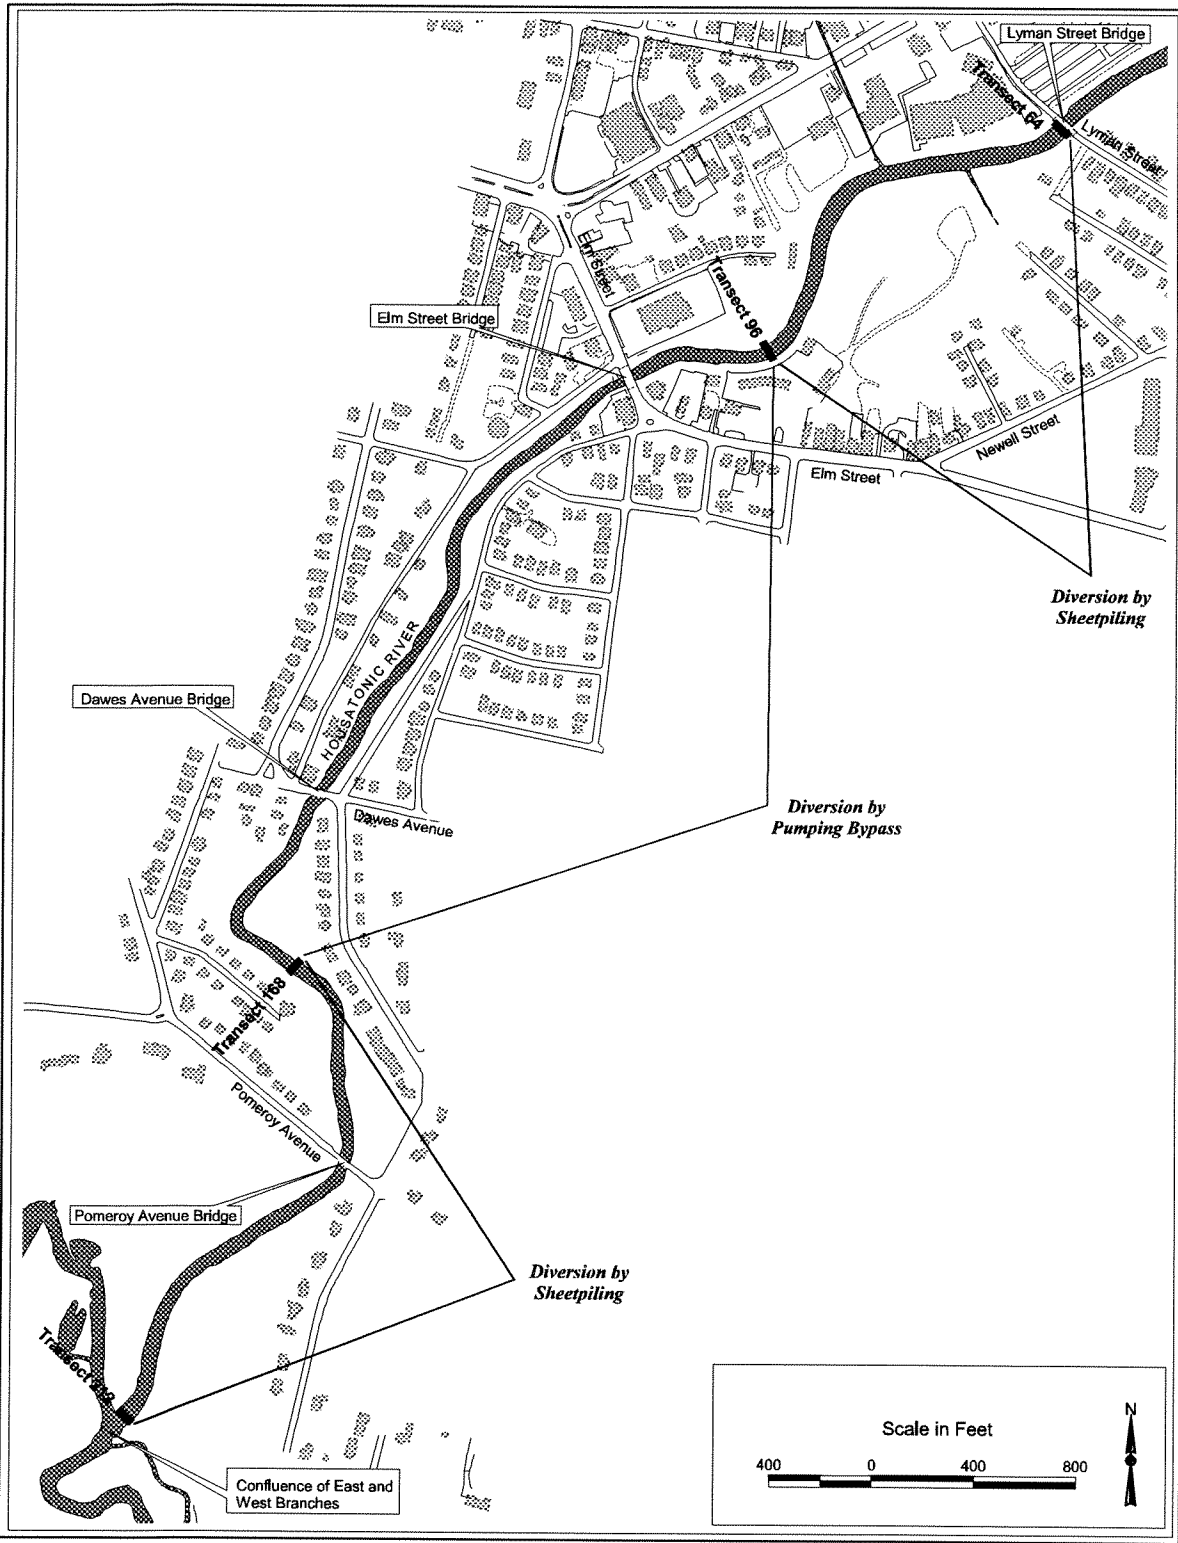 Lyman Street Bridge
Transect 64
Lyman Street
Elm Street
Transect 96
Elm Street Bridge
Newell Street
Elm Street
Diversion by
Sheetpiling
HOUSATONIC RIVER
Dawes Avenue Bridge
Diversion by
Pumping Bypass
Dawes Avenue
Transect 168
Pomeroy Avenue
Pomeroy Avenue Bridge
Diversion by
Sheetpiling
Transect 212
Scale in Feet
400 0 400 800
N
Confluence of East and
West Branches